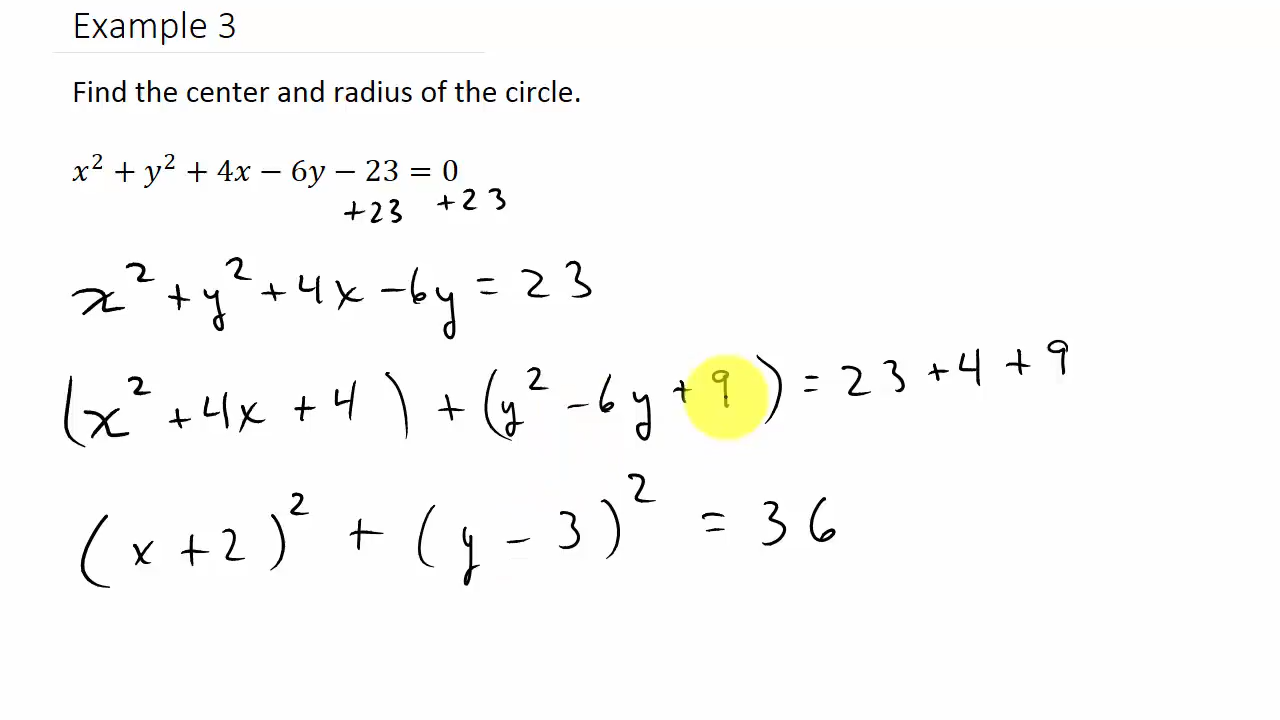 Example 3
Find the center and radius of the circle.
x² + y² + 4x − 6y − 23 = 0
+23 +23
x² + y² + 4x − 6y = 23
(x² + 4x + 4 ) + (y² − 6y + 9 ) = 23 + 4 + 9
(x + 2)² + (y − 3)² = 36